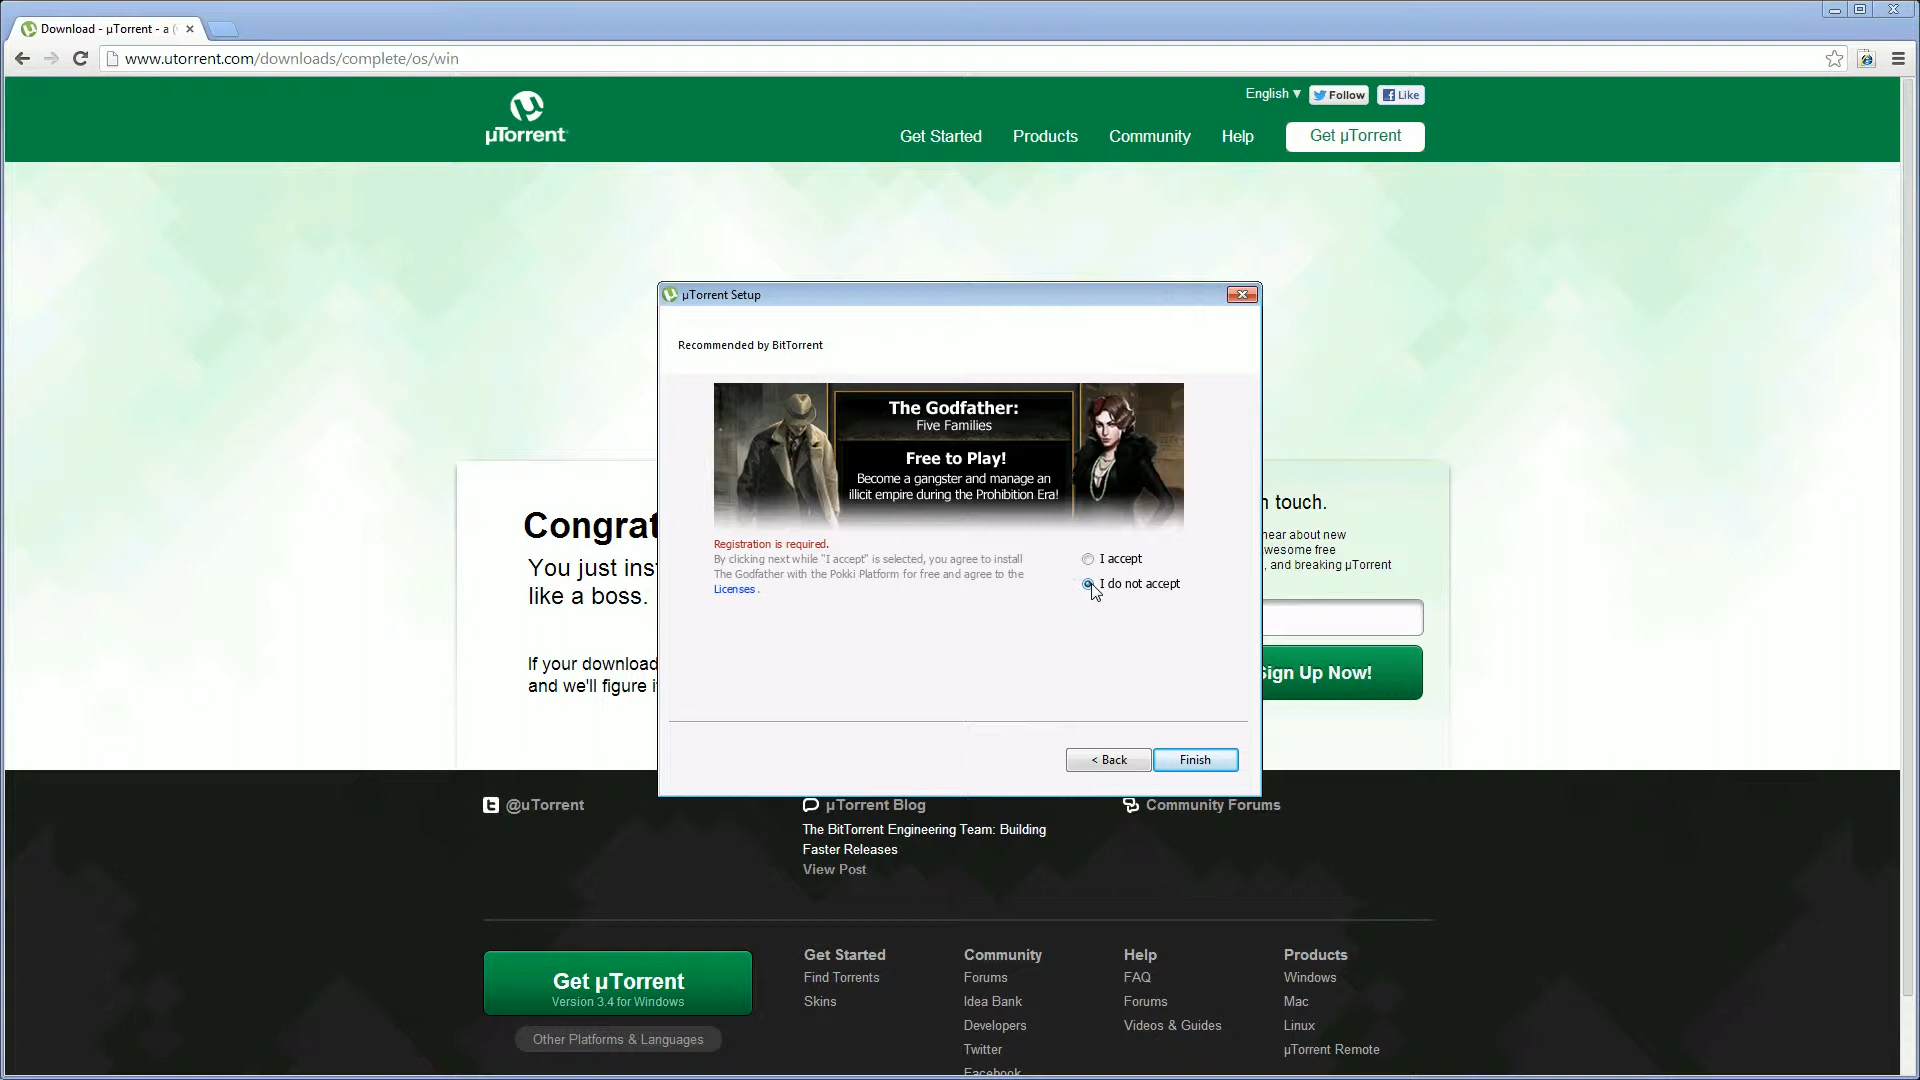 Download - µTorrent - a (
www.utorrent.com/downloads/complete/os/win
English ▾
Follow
Like
µTorrent
Get Started
Products
Community
Help
Get µTorrent
µTorrent Setup
Recommended by BitTorrent
The Godfather:
Five Families
Free to Play!
Become a gangster and manage an
illicit empire during the Prohibition Era!
Registration is required.
By clicking next while "I accept" is selected, you agree to install
The Godfather with the Pokki Platform for free and agree to the
Licenses .
I accept
I do not accept
< Back
Finish
Congrat
You just inst
like a boss.
If your download
and we'll figure i
n touch.
hear about new
awesome free
, and breaking µTorrent
Sign Up Now!
@uTorrent
µTorrent Blog
The BitTorrent Engineering Team: Building
Faster Releases
View Post
Community Forums
Get µTorrent
Version 3.4 for Windows
Other Platforms & Languages
Get Started
Find Torrents
Skins
Community
Forums
Idea Bank
Developers
Twitter
Facebook
Help
FAQ
Forums
Videos & Guides
Products
Windows
Mac
Linux
µTorrent Remote